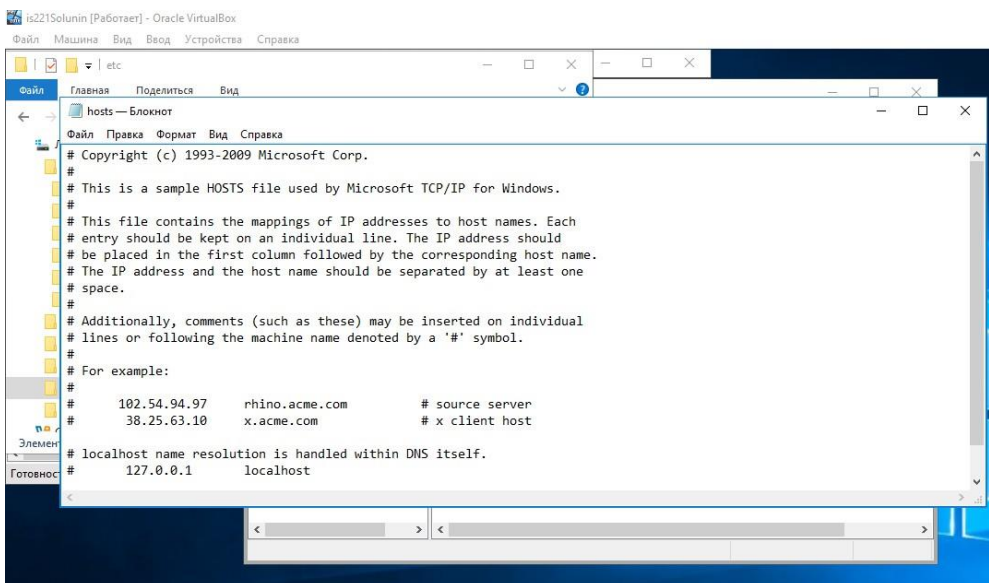 is221Solunin [Работает] - Oracle VirtualBox
Файл Машина Вид Ввод Устройства Справка
etc
Файл Главная Поделиться Вид
hosts — Блокнот
Файл Правка Формат Вид Справка
# Copyright (c) 1993-2009 Microsoft Corp.
#
# This is a sample HOSTS file used by Microsoft TCP/IP for Windows.
#
# This file contains the mappings of IP addresses to host names. Each
# entry should be kept on an individual line. The IP address should
# be placed in the first column followed by the corresponding host name.
# The IP address and the host name should be separated by at least one
# space.
#
# Additionally, comments (such as these) may be inserted on individual
# lines or following the machine name denoted by a '#' symbol.
#
# For example:
#
# 102.54.94.97 rhino.acme.com # source server
# 38.25.63.10 x.acme.com # x client host
Элемен
# localhost name resolution is handled within DNS itself.
# 127.0.0.1 localhost
Готовнос